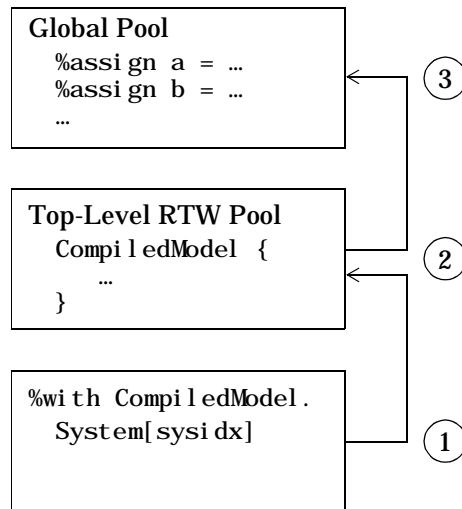 Global Pool
%assign a = …
%assign b = …
…
3
Top-Level RTW Pool
CompiledModel {
…
}
2
%with CompiledModel.
System[sysidx]
1